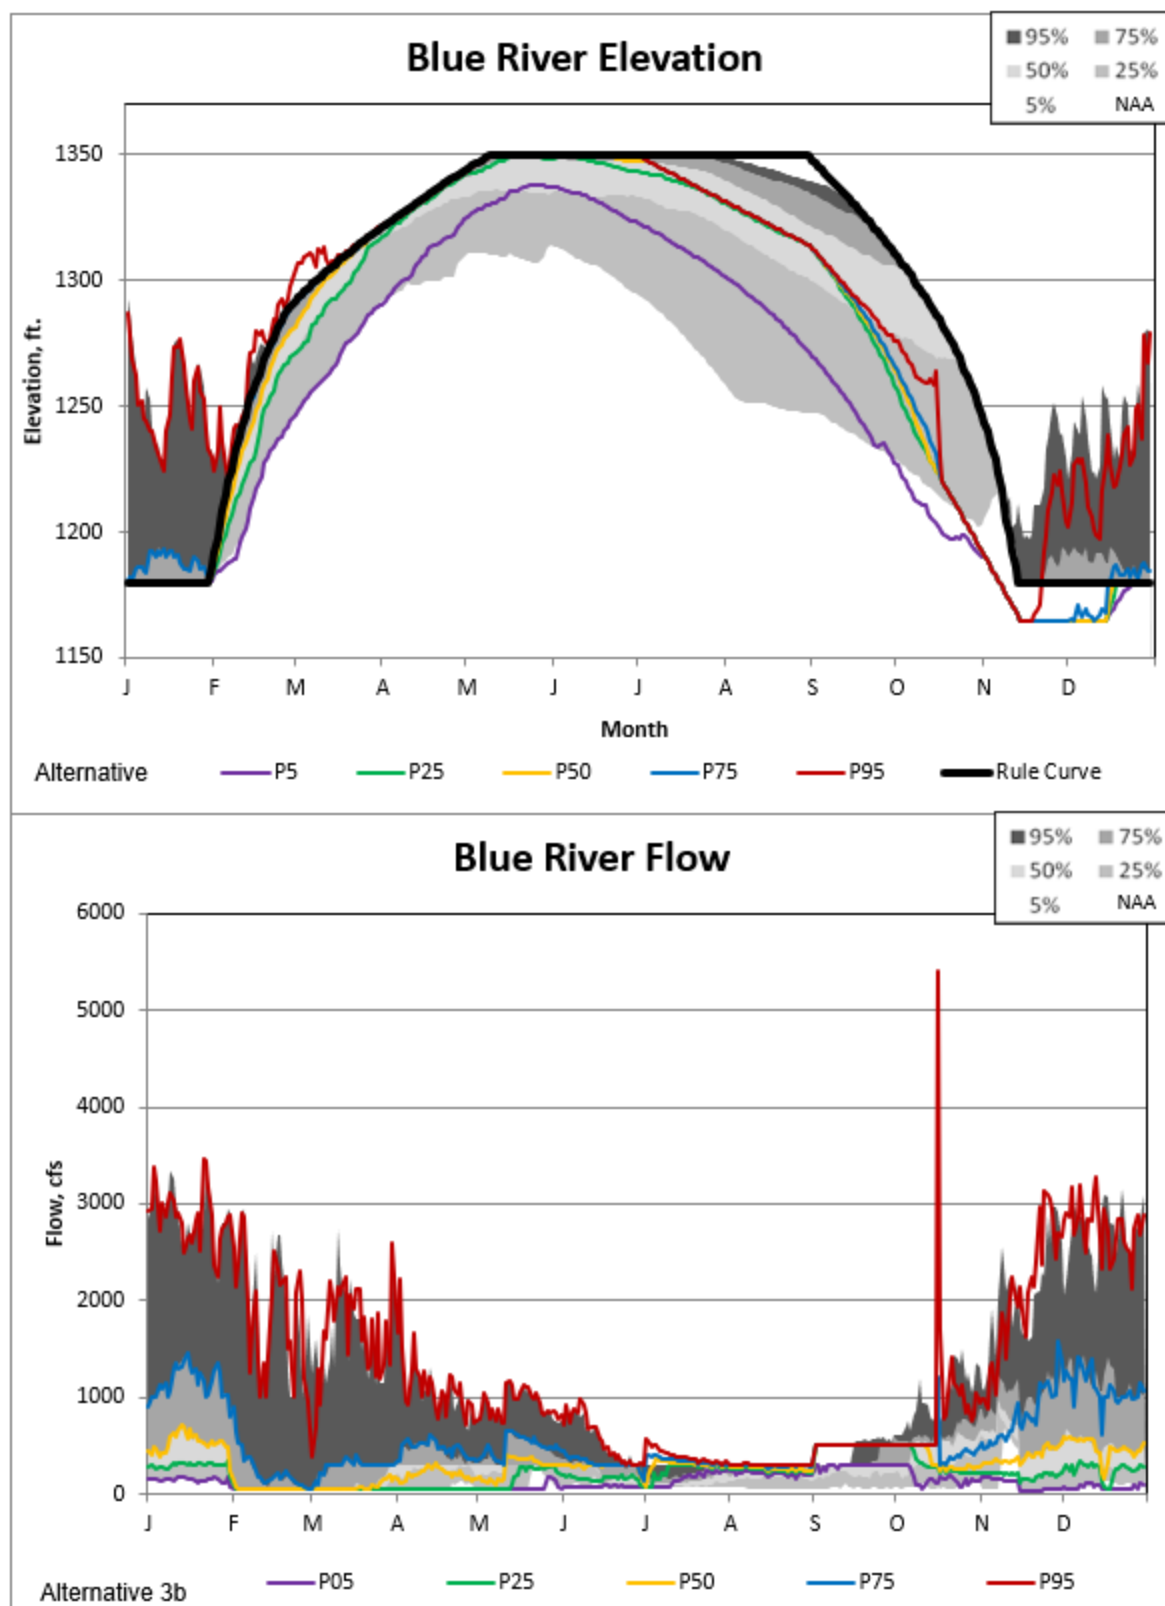 Blue River Elevation
95% 75%
50% 25%
5% NAA
1350
1300
1250
1200
1150
Elevation, ft.
J F M A M J J A S O N D
Month
Alternative P5 P25 P50 P75 P95 Rule Curve
Blue River Flow
95% 75%
50% 25%
5% NAA
6000
5000
4000
3000
2000
1000
0
Flow, cfs
J F M A M J J A S O N D
Alternative 3b P05 P25 P50 P75 P95